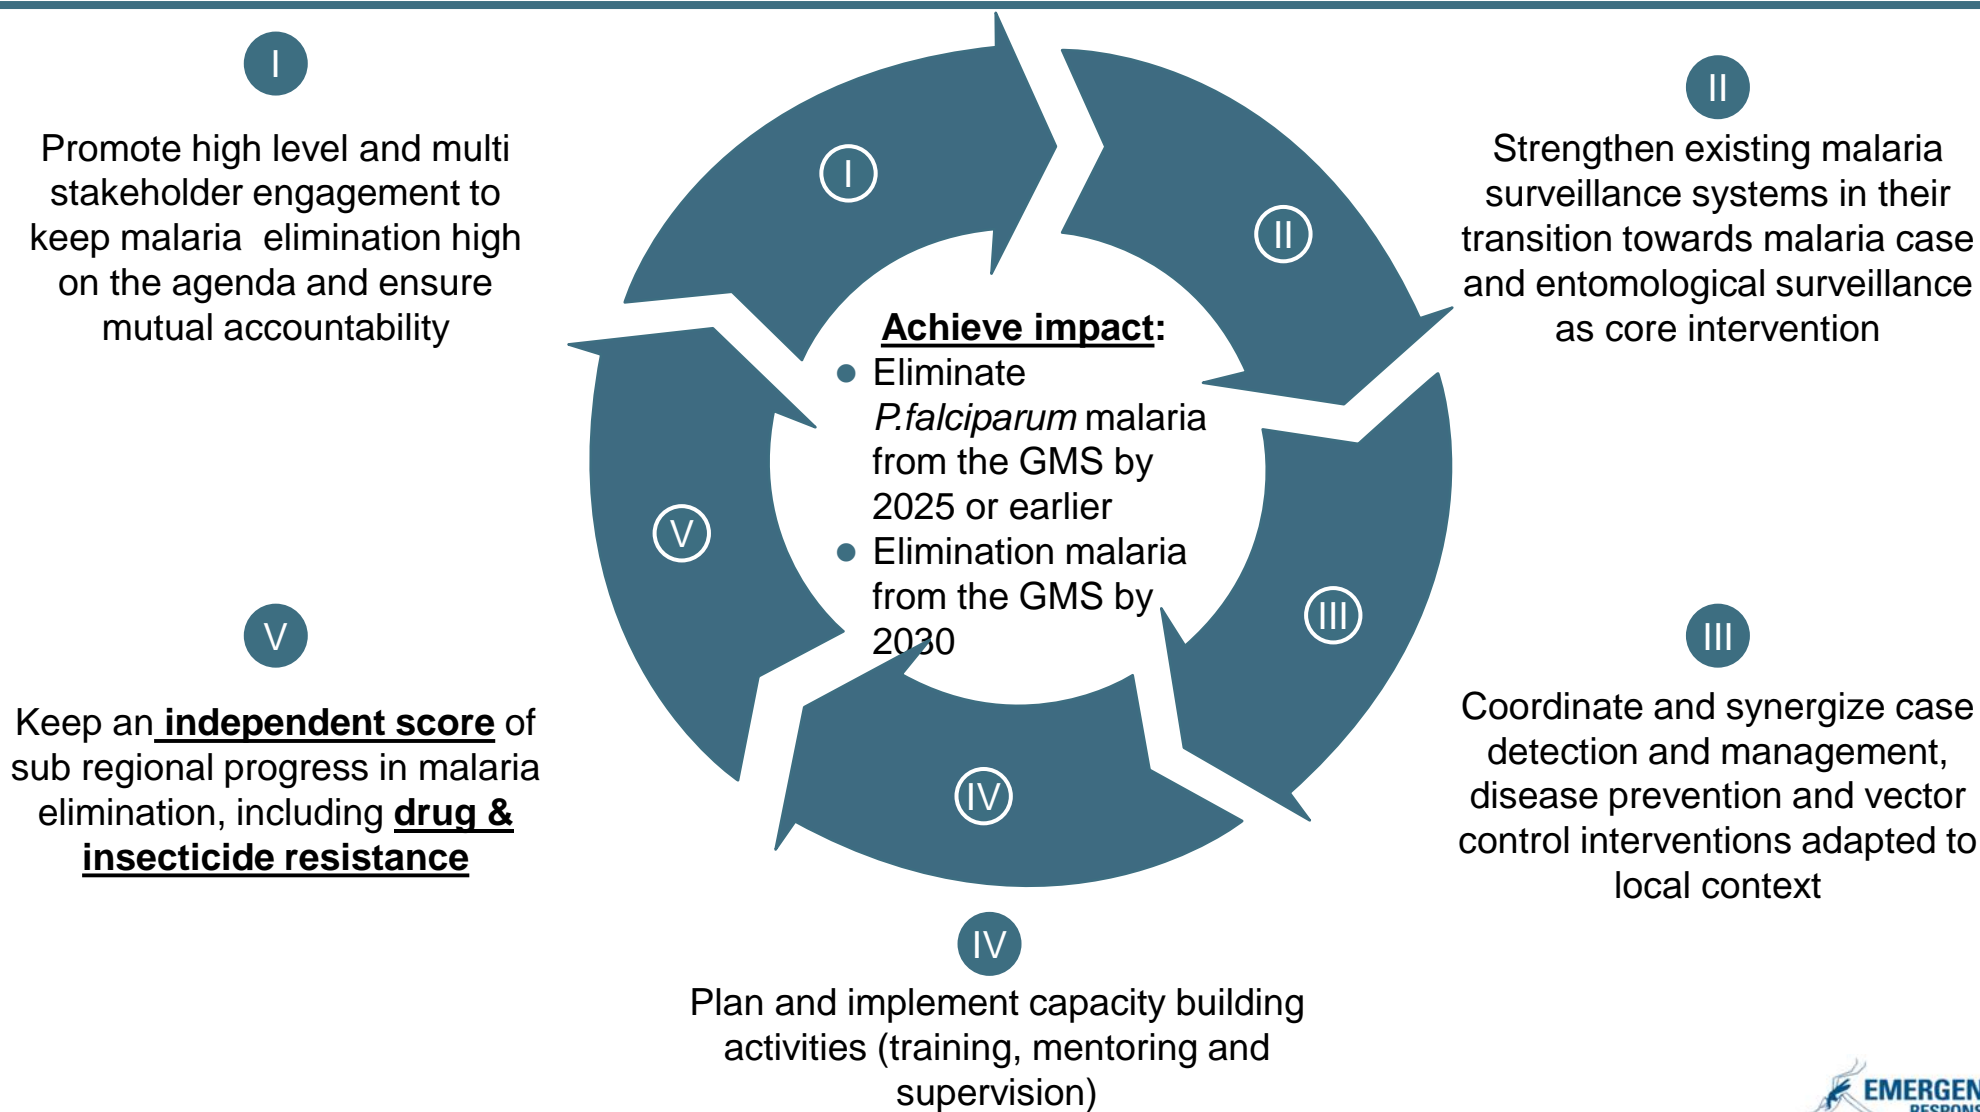 I
Promote high level and multi
stakeholder engagement to
keep malaria elimination high
on the agenda and ensure
mutual accountability
II
Strengthen existing malaria
surveillance systems in their
transition towards malaria case
and entomological surveillance
as core intervention
I
II
III
IV
V
Achieve impact:
● Eliminate
P.falciparum malaria
from the GMS by
2025 or earlier
● Elimination malaria
from the GMS by
2030
V
Keep an independent score of
sub regional progress in malaria
elimination, including drug &
insecticide resistance
III
Coordinate and synergize case
detection and management,
disease prevention and vector
control interventions adapted to
local context
IV
Plan and implement capacity building
activities (training, mentoring and
supervision)
EMERGEN
RESPONS